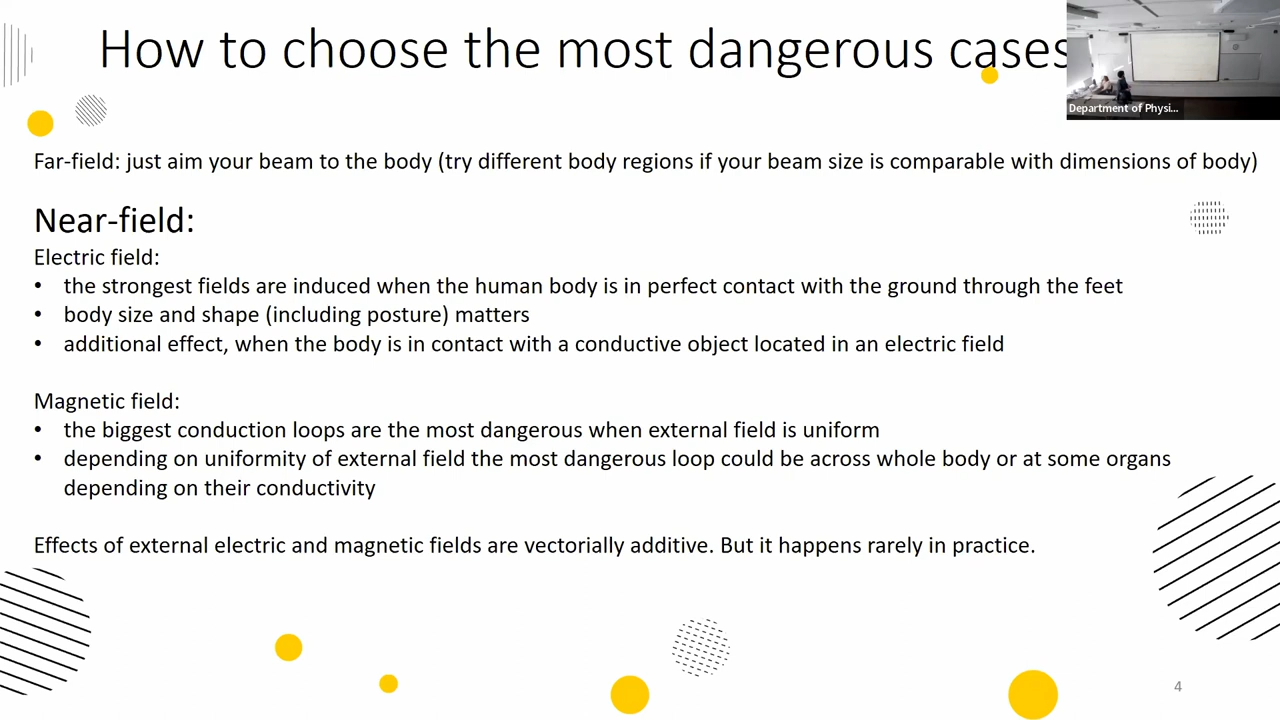 How to choose the most dangerous cases
Department of Physi...
Far-field: just aim your beam to the body (try different body regions if your beam size is comparable with dimensions of body)
Near-field:
Electric field:
• the strongest fields are induced when the human body is in perfect contact with the ground through the feet
• body size and shape (including posture) matters
• additional effect, when the body is in contact with a conductive object located in an electric field
Magnetic field:
• the biggest conduction loops are the most dangerous when external field is uniform
• depending on uniformity of external field the most dangerous loop could be across whole body or at some organs
depending on their conductivity
Effects of external electric and magnetic fields are vectorially additive. But it happens rarely in practice.
4